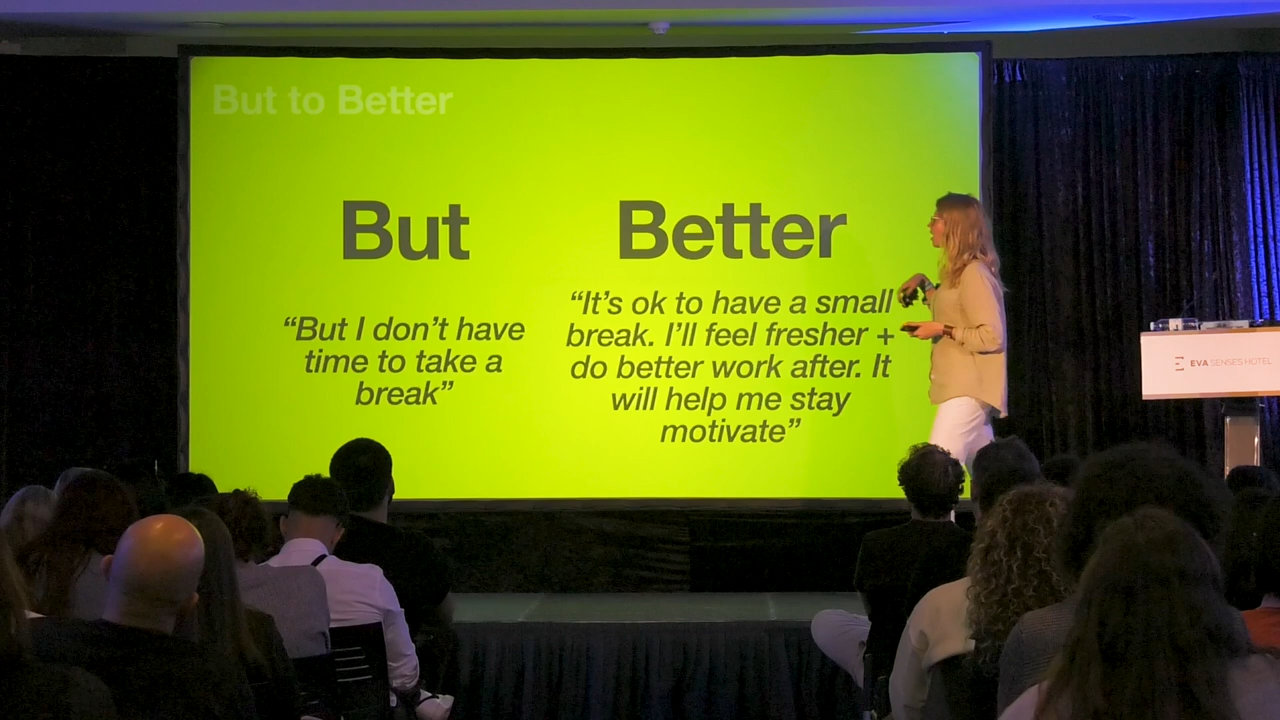 But to Better
But
Better
“But I don’t have
time to take a
break”
“It’s ok to have a small
break. I’ll feel fresher +
do better work after. It
will help me stay
motivate”
EVA SENSES HOTEL